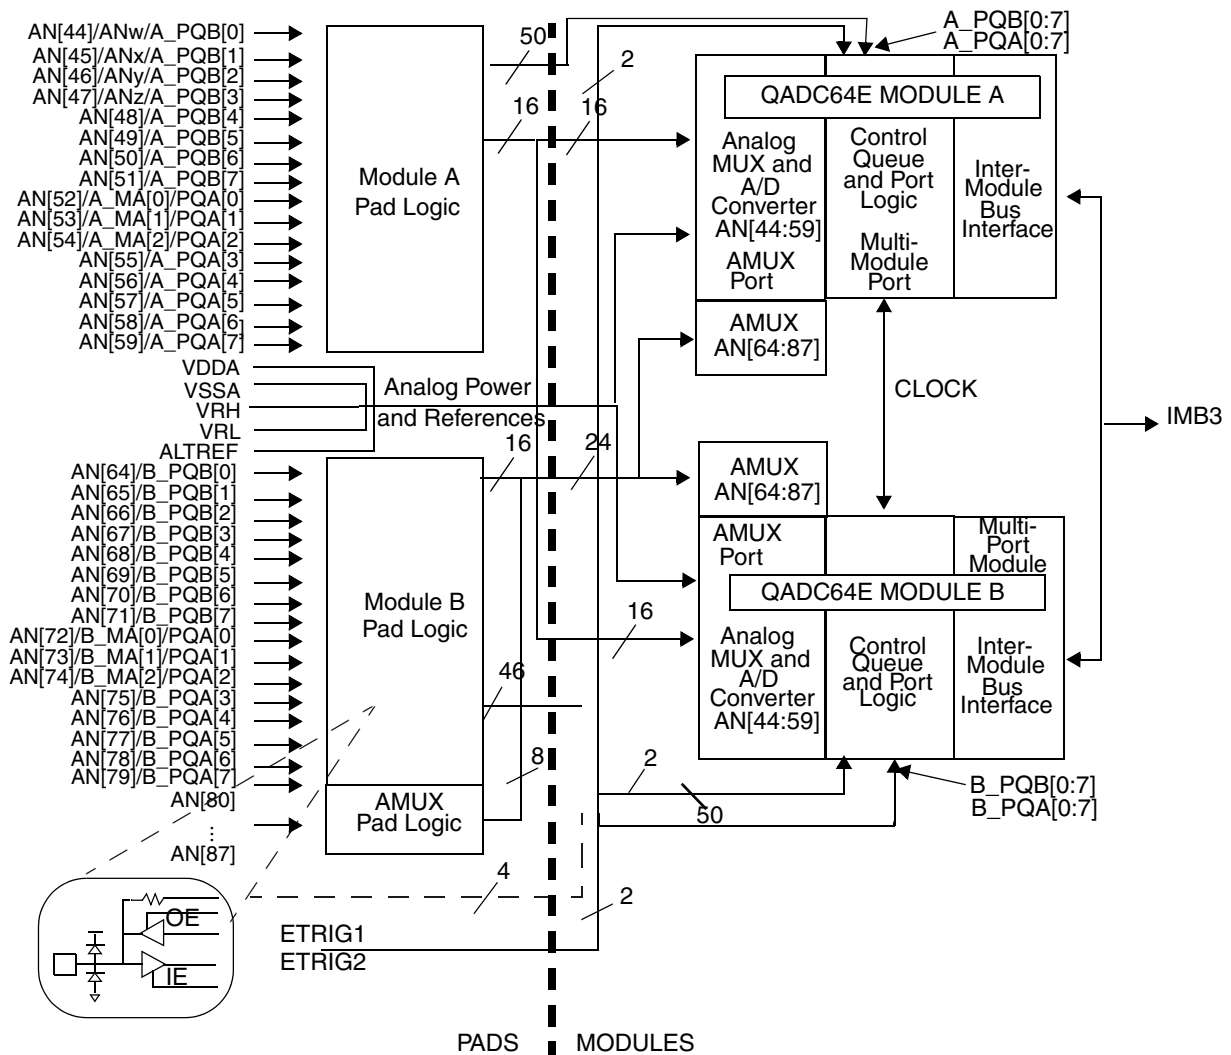 AN[44]/ANw/A_PQB[0]
AN[45]/ANx/A_PQB[1]
AN[46]/ANy/A_PQB[2]
AN[47]/ANz/A_PQB[3]
AN[48]/A_PQB[4]
AN[49]/A_PQB[5]
AN[50]/A_PQB[6]
AN[51]/A_PQB[7]
AN[52]/A_MA[0]/PQA[0]
AN[53]/A_MA[1]/PQA[1]
AN[54]/A_MA[2]/PQA[2]
AN[55]/A_PQA[3]
AN[56]/A_PQA[4]
AN[57]/A_PQA[5]
AN[58]/A_PQA[6]
AN[59]/A_PQA[7]
VDDA
VSSA
VRH
VRL
ALTREF
AN[64]/B_PQB[0]
AN[65]/B_PQB[1]
AN[66]/B_PQB[2]
AN[67]/B_PQB[3]
AN[68]/B_PQB[4]
AN[69]/B_PQB[5]
AN[70]/B_PQB[6]
AN[71]/B_PQB[7]
AN[72]/B_MA[0]/PQA[0]
AN[73]/B_MA[1]/PQA[1]
AN[74]/B_MA[2]/PQA[2]
AN[75]/B_PQA[3]
AN[76]/B_PQA[4]
AN[77]/B_PQA[5]
AN[78]/B_PQA[6]
AN[79]/B_PQA[7]
AN[80]
AN[87]
OE
IE
Module A
Pad Logic
Analog Power
and References
Module B
Pad Logic
AMUX
Pad Logic
ETRIG1
ETRIG2
50
16
2
16
16
24
46
8
4
2
16
2
50
PADS
MODULES
A_PQB[0:7]
A_PQA[0:7]
QADC64E MODULE A
Analog
MUX and
A/D
Converter
AN[44:59]
AMUX
Port
Control
Queue
and Port
Logic
Multi-
Module
Port
Inter-
Module
Bus
Interface
AMUX
AN[64:87]
CLOCK
IMB3
AMUX
AN[64:87]
AMUX
Port
Multi-
Port
Module
QADC64E MODULE B
Analog
MUX and
A/D
Converter
AN[44:59]
Control
Queue
and Port
Logic
Inter-
Module
Bus
Interface
B_PQB[0:7]
B_PQA[0:7]